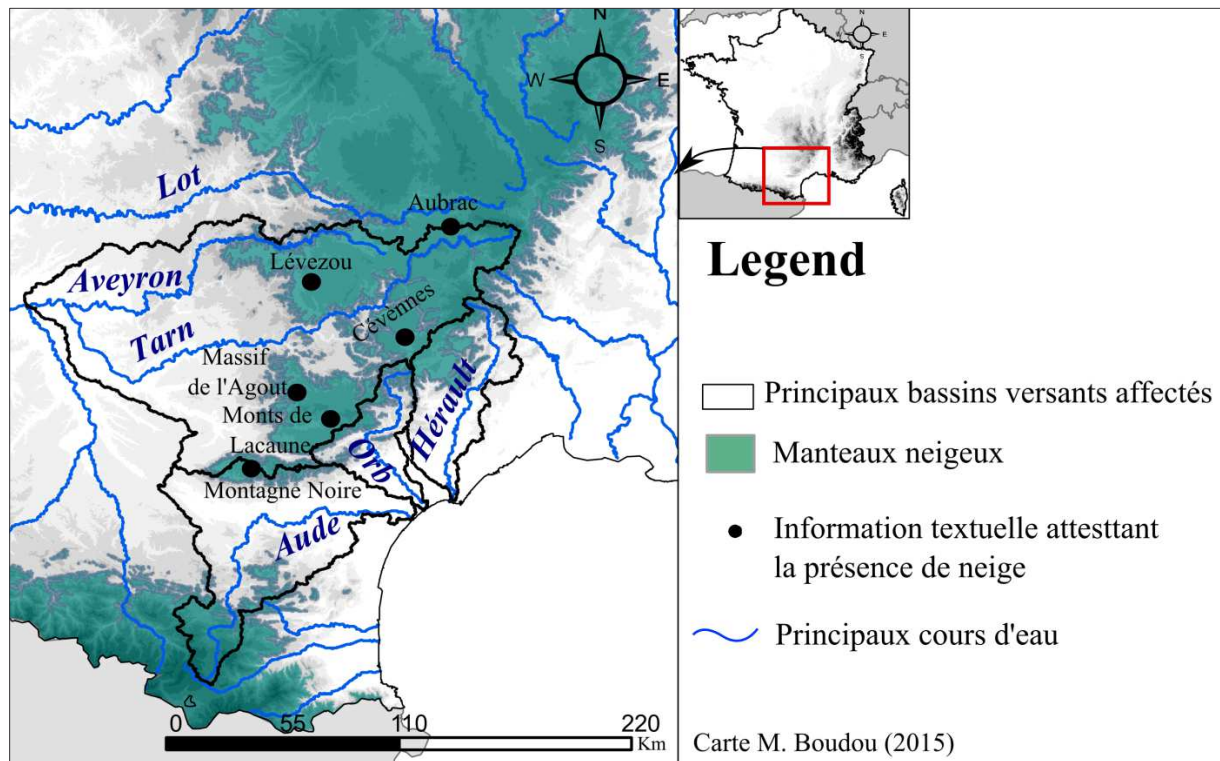 N
W
E
S
Lot
Aubrac
Aveyron
Lévezou
Tarn
Cévènnes
Massif
de l'Agout
Monts de
Lacaune
Hérault
Orb
Montagne Noire
Aude
0 55 110 220
Km
N
E
S
Legend
Principaux bassins versants affectés
Manteaux neigeux
Information textuelle attesttant
la présence de neige
Principaux cours d'eau
Carte M. Boudou (2015)